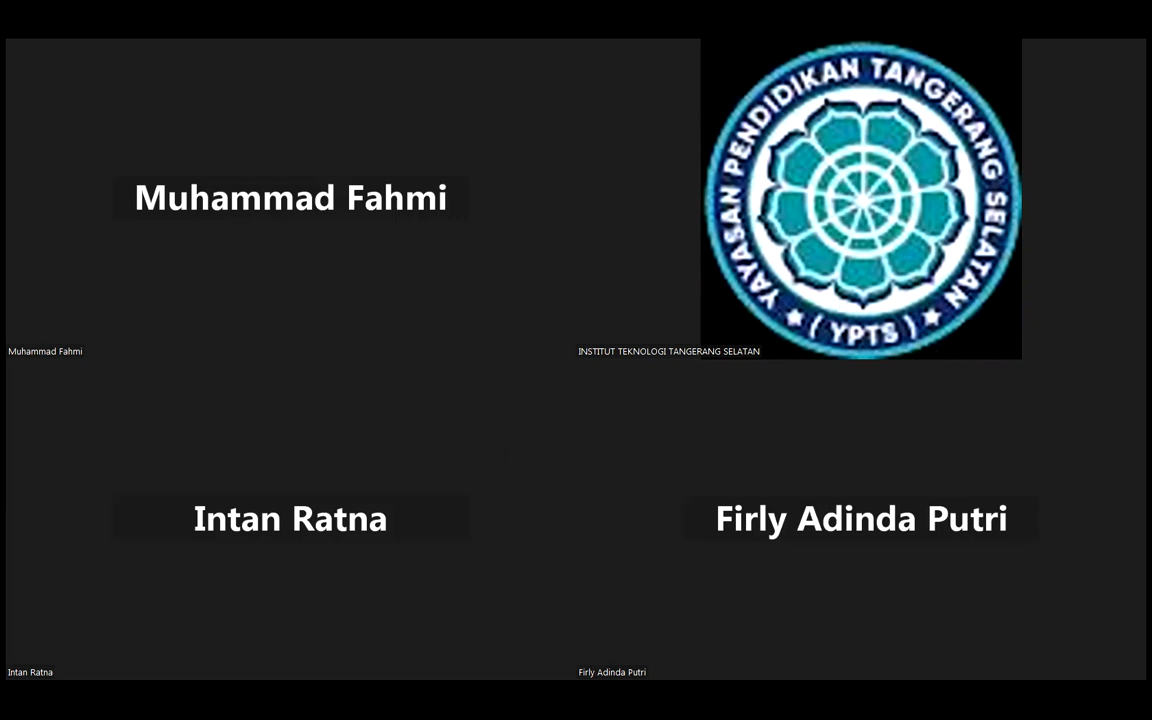 Muhammad Fahmi
Muhammad Fahmi
YAYASAN PENDIDIKAN TANGERANG SELATAN
( YPTS )
INSTITUT TEKNOLOGI TANGERANG SELATAN
Intan Ratna
Intan Ratna
Firly Adinda Putri
Firly Adinda Putri